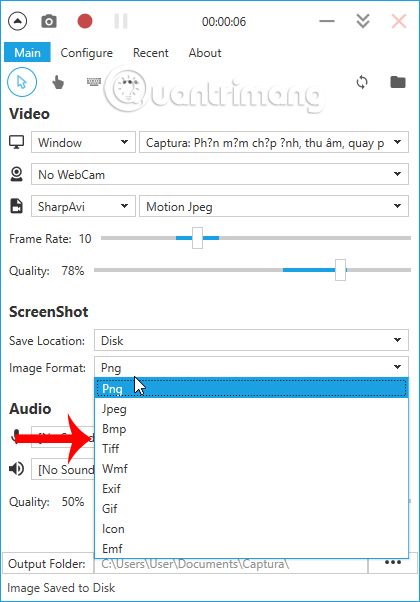 00:00:06
Main Configure Recent About
Quantrimang
Video
Window Captura: Ph?n m?m ch?p ?nh, thu âm, quay p
No WebCam
SharpAvi Motion Jpeg
Frame Rate: 10
Quality: 78%
ScreenShot
Save Location: Disk
Image Format: Png
Png
Audio
Jpeg
Bmp
[No Sound
Tiff
[No Sound
Wmf
Exif
Quality: 50%
Gif
Icon
Emf
Output Folder: C:\Users\User\Documents\Captura\ •••
Image Saved to Disk